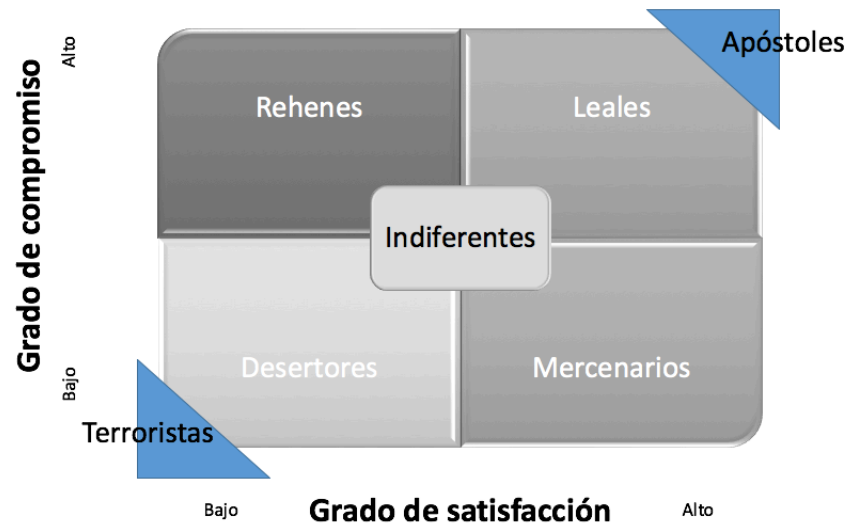 Apóstoles
Alto
Grado de compromiso
Rehenes
Leales
Indiferentes
Desertores
Mercenarios
Bajo
Terroristas
Bajo
Grado de satisfacción
Alto